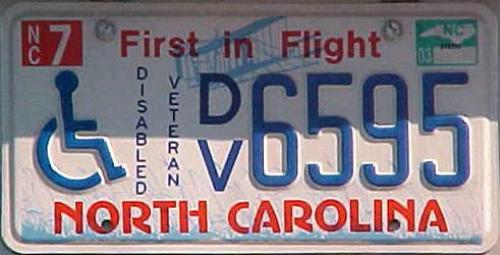 NC 7 First in Flight NC 03
DISABLED VETERAN DV 6595
NORTH CAROLINA